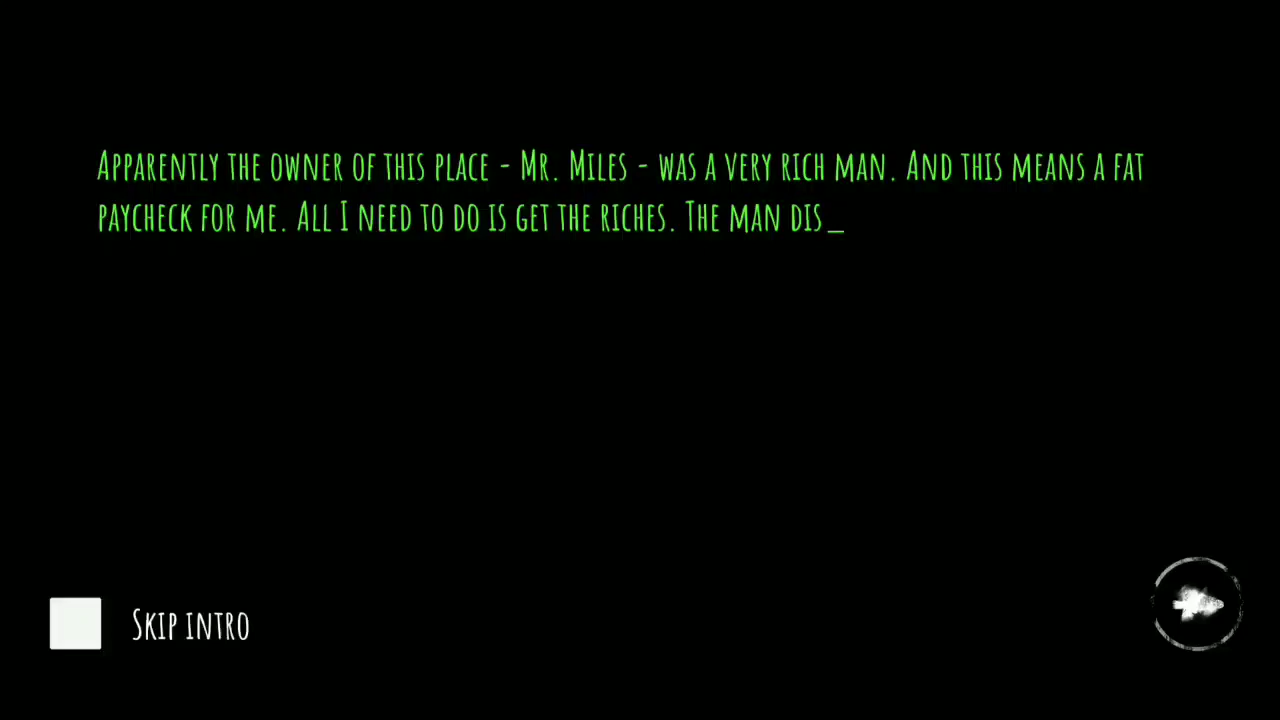 Apparently the owner of this place - Mr. Miles - was a very rich man. And this means a fat
paycheck for me. All I need to do is get the riches. The man dis_
Skip intro